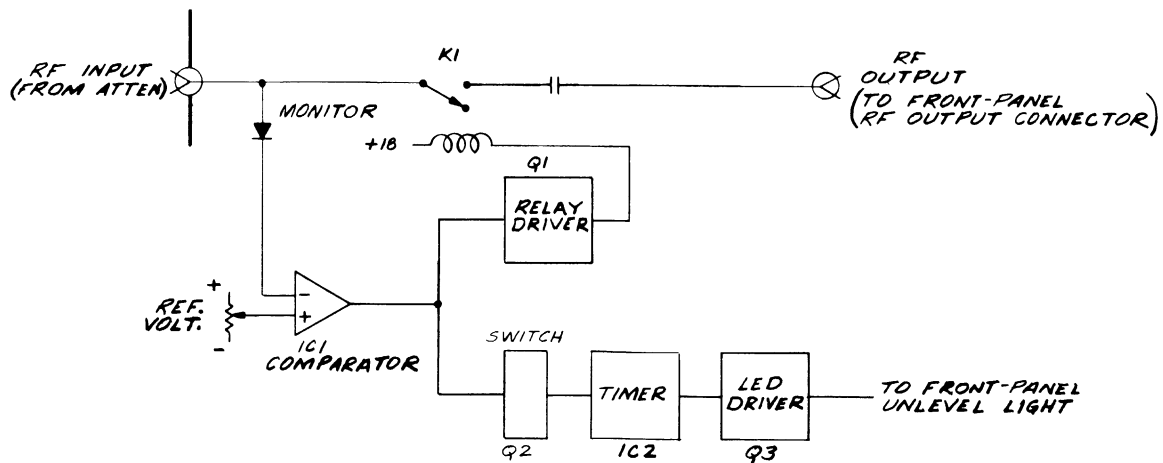 RF INPUT
(FROM ATTEN)
MONITOR
K1
RF
OUTPUT
(TO FRONT-PANEL
RF OUTPUT CONNECTOR)
+18
Q1
RELAY
DRIVER
REF.
VOLT.
+
-
-
+
IC1
COMPARATOR
SWITCH
Q2
TIMER
IC2
LED
DRIVER
Q3
TO FRONT-PANEL
UNLEVEL LIGHT